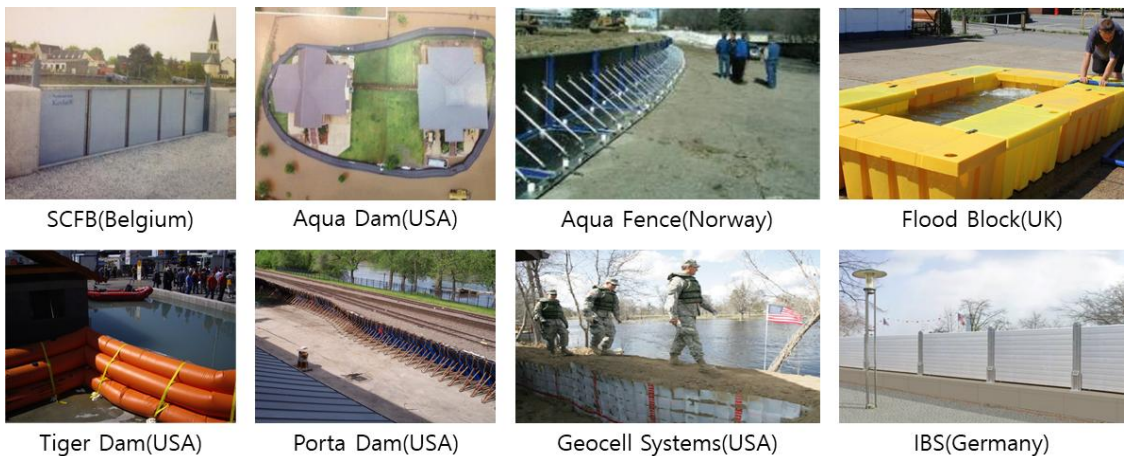 SCFB(Belgium)
Aqua Dam(USA)
Aqua Fence(Norway)
Flood Block(UK)
Tiger Dam(USA)
Porta Dam(USA)
Geocell Systems(USA)
IBS(Germany)